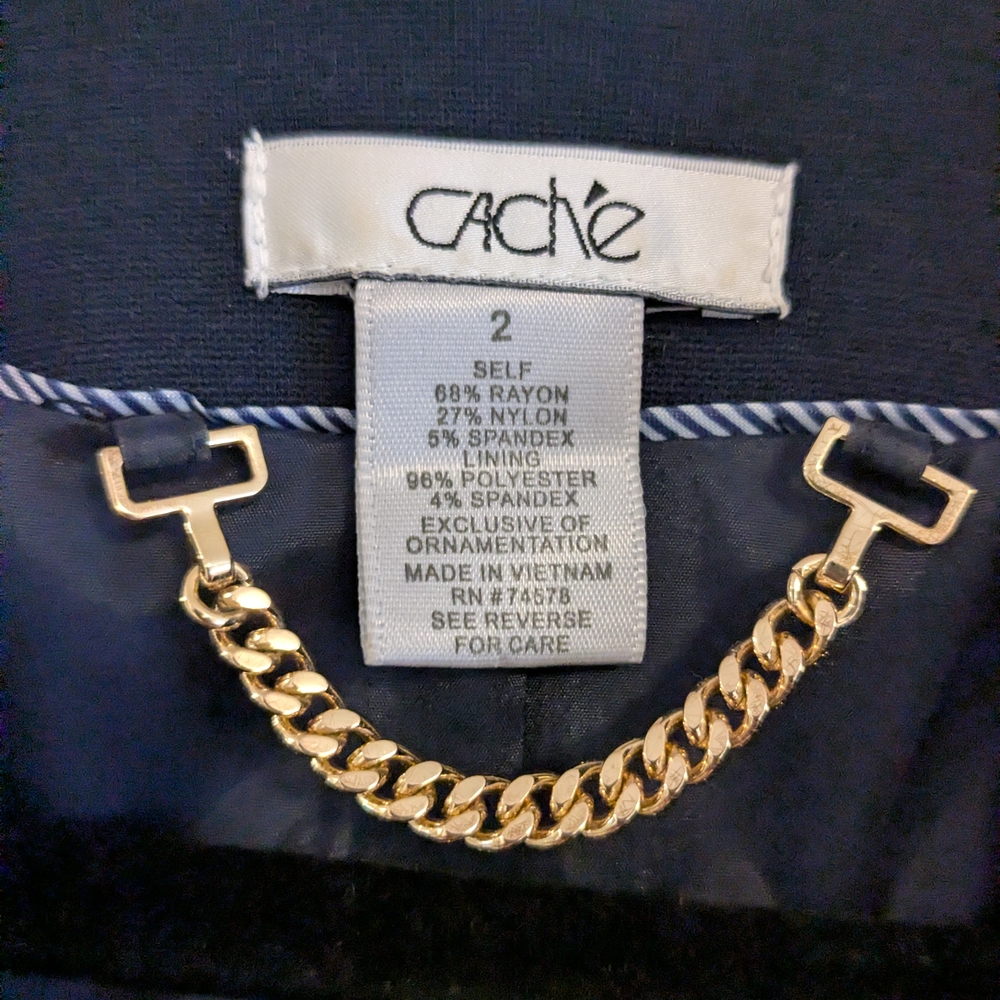 caché
2
SELF
68% RAYON
27% NYLON
5% SPANDEX
LINING
96% POLYESTER
4% SPANDEX
EXCLUSIVE OF
ORNAMENTATION
MADE IN VIETNAM
RN #74578
SEE REVERSE
FOR CARE